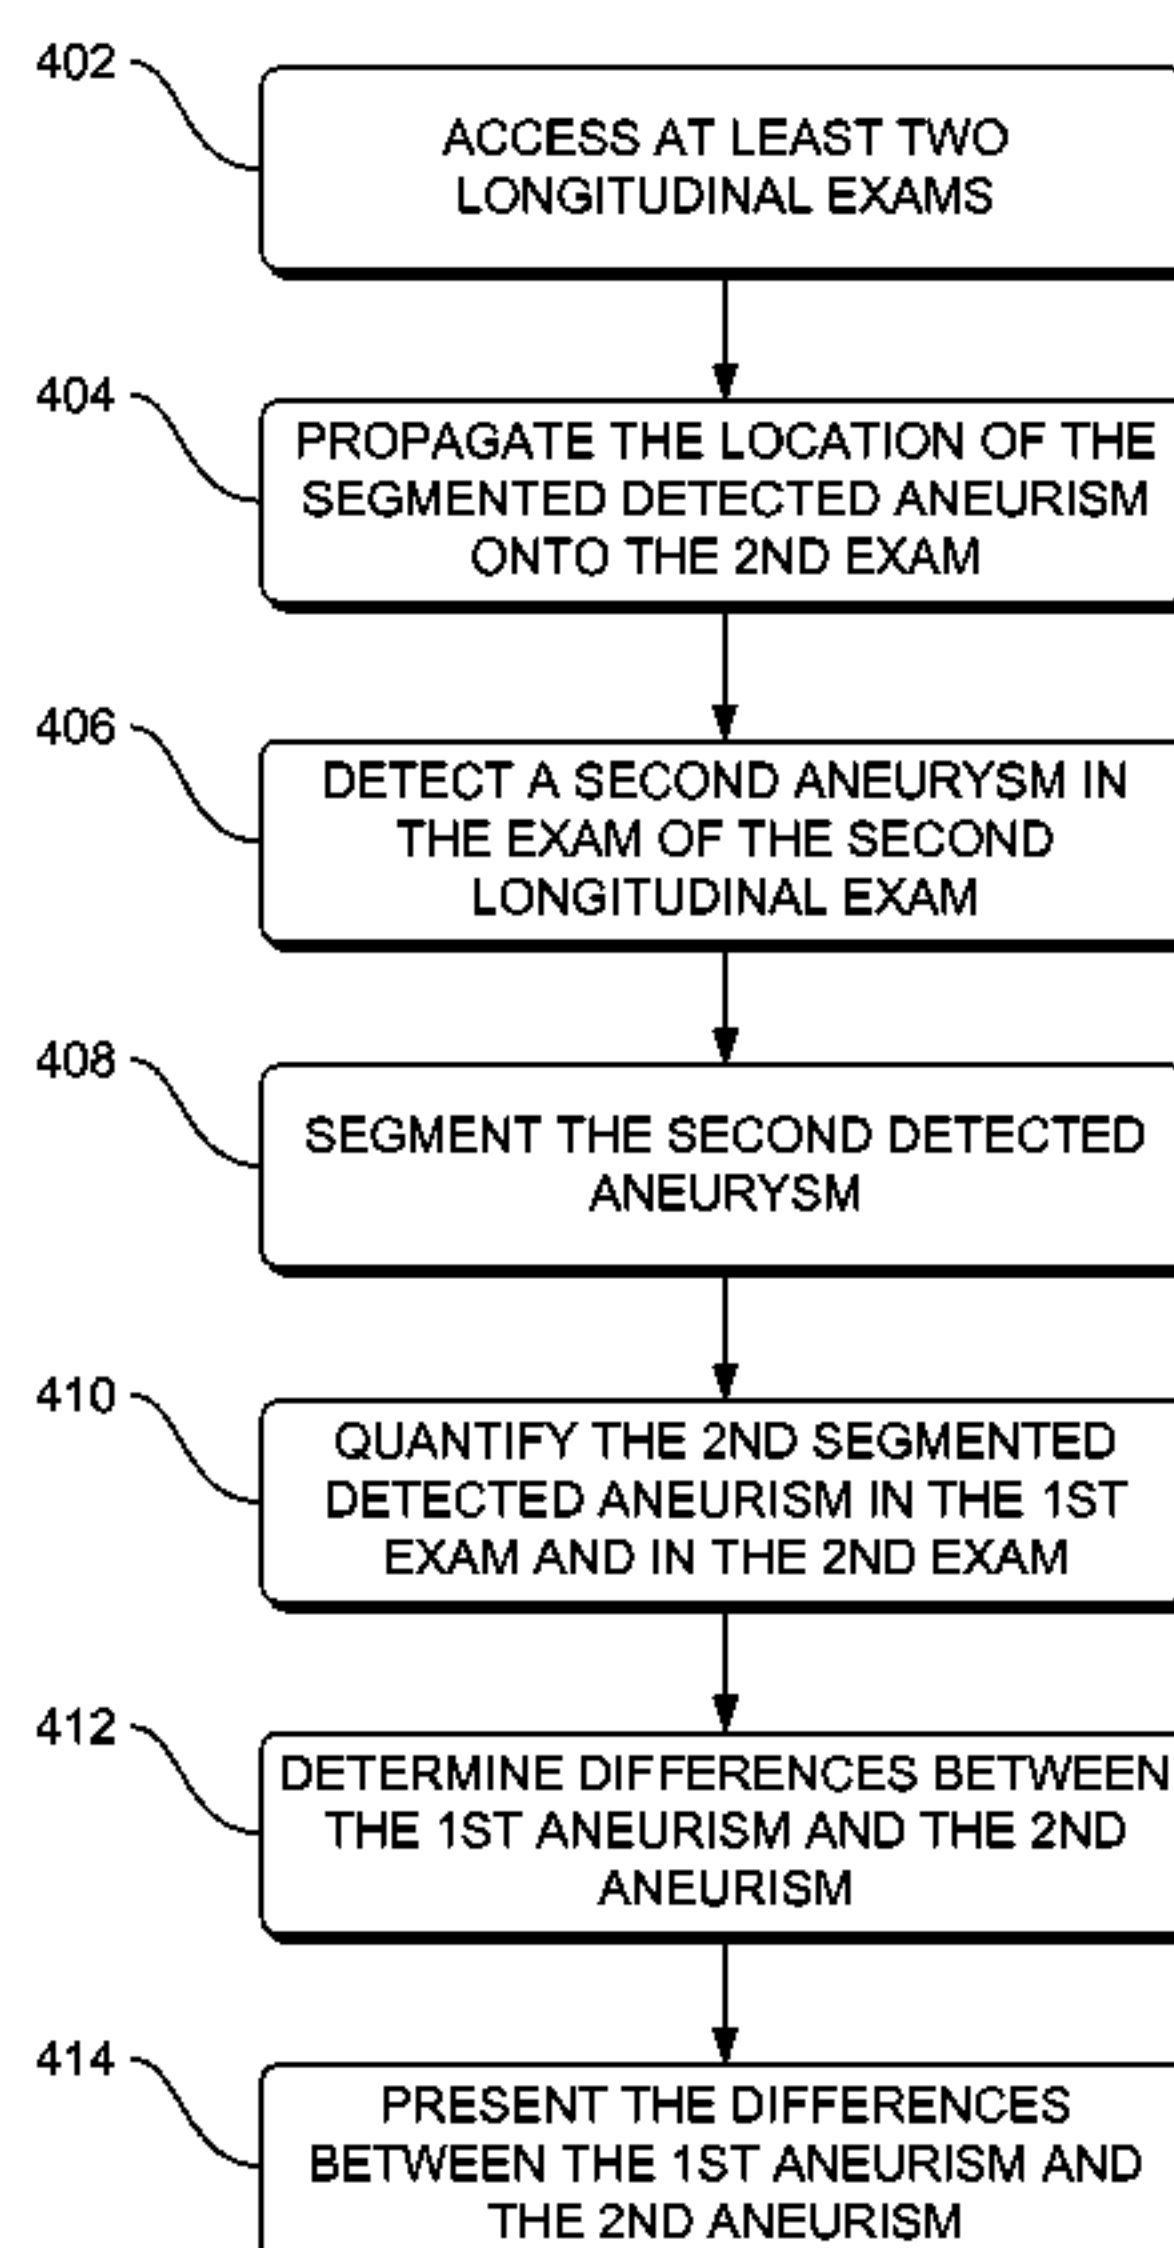 402
ACCESS AT LEAST TWO
LONGITUDINAL EXAMS
404
PROPAGATE THE LOCATION OF THE
SEGMENTED DETECTED ANEURISM
ONTO THE 2ND EXAM
406
DETECT A SECOND ANEURYSM IN
THE EXAM OF THE SECOND
LONGITUDINAL EXAM
408
SEGMENT THE SECOND DETECTED
ANEURYSM
410
QUANTIFY THE 2ND SEGMENTED
DETECTED ANEURISM IN THE 1ST
EXAM AND IN THE 2ND EXAM
412
DETERMINE DIFFERENCES BETWEEN
THE 1ST ANEURISM AND THE 2ND
ANEURISM
414
PRESENT THE DIFFERENCES
BETWEEN THE 1ST ANEURISM AND
THE 2ND ANEURISM